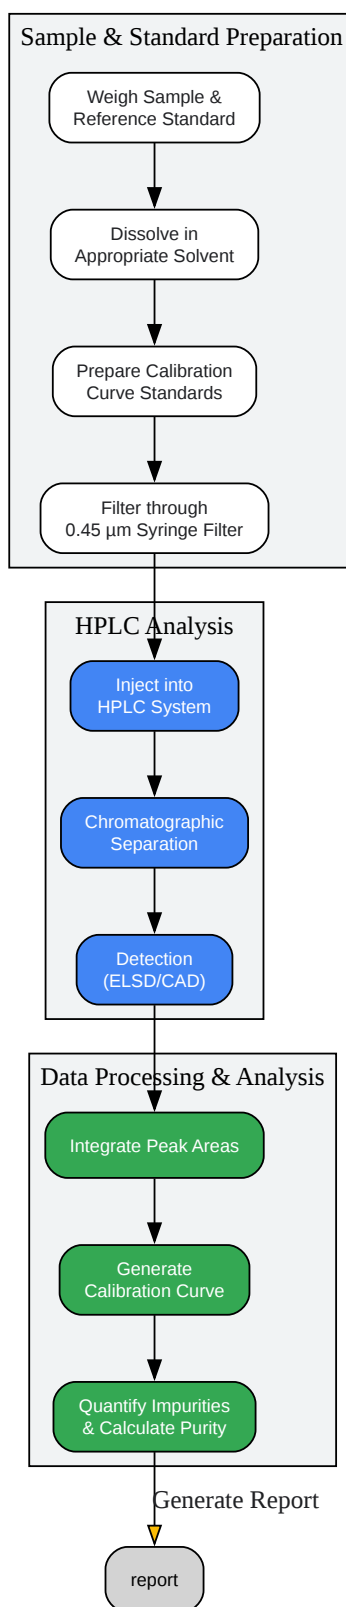 Sample & Standard Preparation
Weigh Sample &
Reference Standard
Dissolve in
Appropriate Solvent
Prepare Calibration
Curve Standards
Filter through
0.45 µm Syringe Filter
HPLC Analysis
Inject into
HPLC System
Chromatographic
Separation
Detection
(ELSD/CAD)
Data Processing & Analysis
Integrate Peak Areas
Generate
Calibration Curve
Quantify Impurities
& Calculate Purity
Generate Report
report